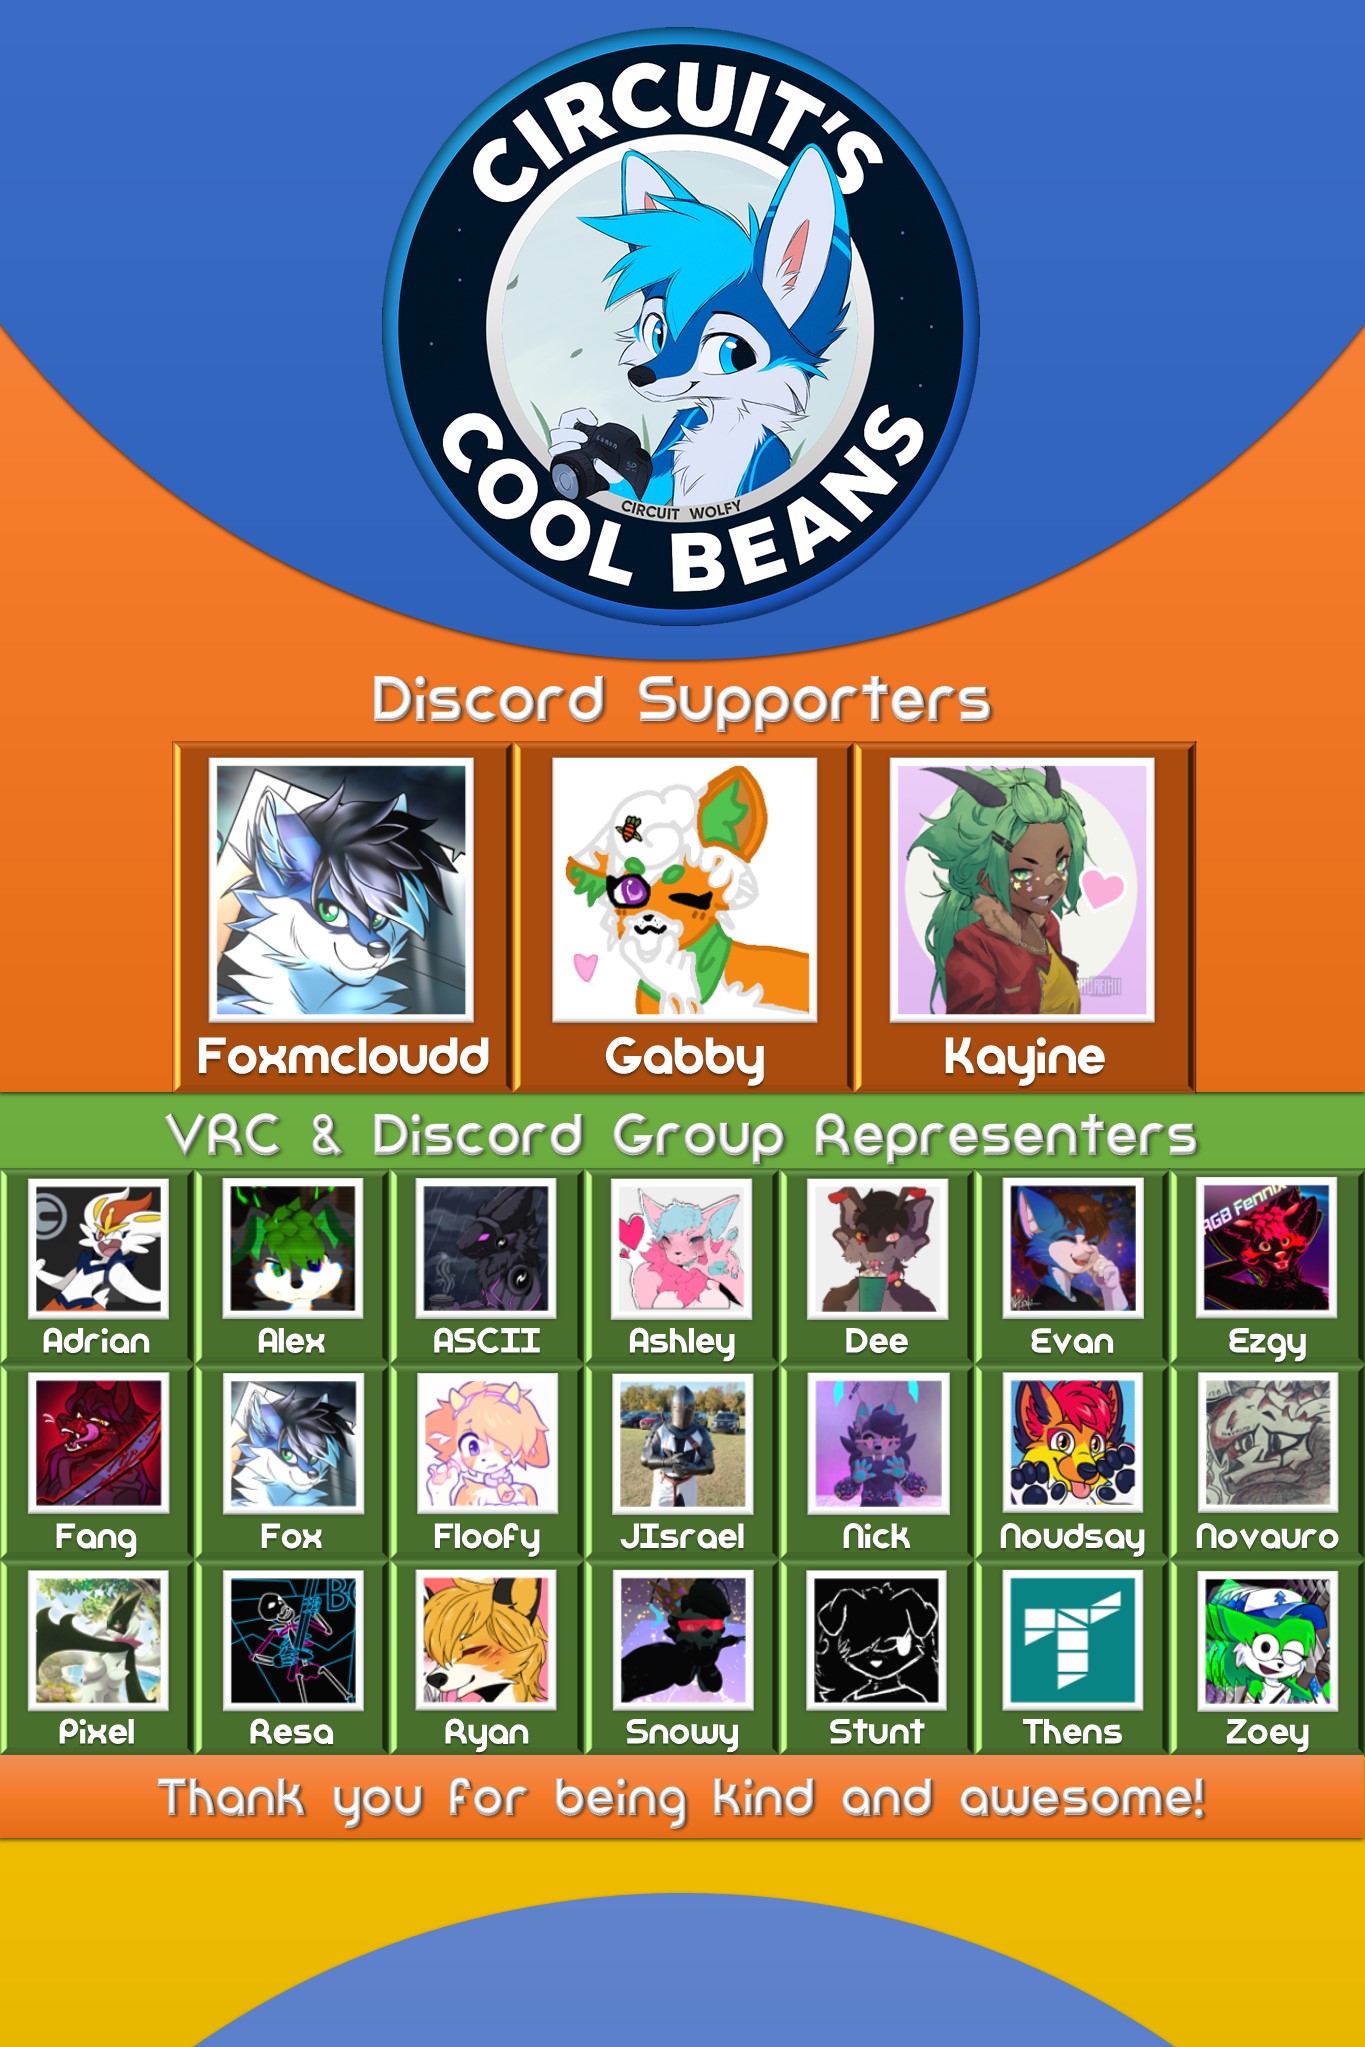 CIRCUIT'S
CIRCUIT WOLFY
COOL BEANS
Discord Supporters
Foxmcloudd Gabby Kayine
VRC & Discord Group Representers
Adrian Alex ASCII Ashley Dee Evan Ezgy
Fang Fox Floofy JIsrael Nick Noudsay Novauro
Pixel Resa Ryan Snowy Stunt Thens Zoey
Thank you for being kind and awesome!